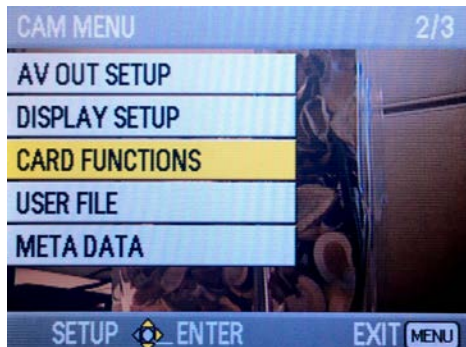 CAM MENU 2/3
AV OUT SETUP
DISPLAY SETUP
CARD FUNCTIONS
USER FILE
META DATA
SETUP ENTER EXIT MENU